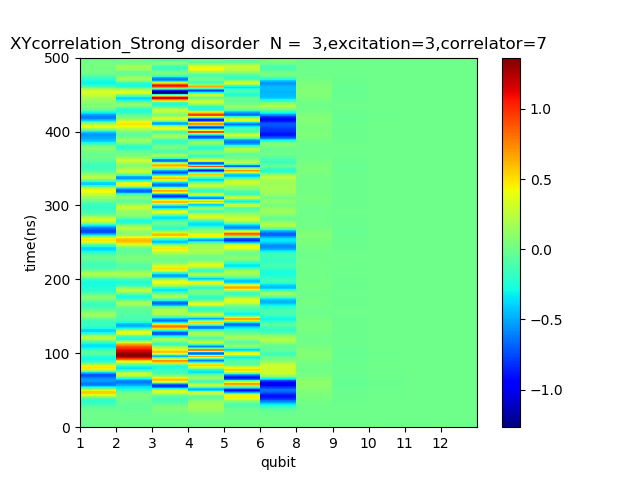 XYcorrelation_Strong disorder  N =  3,excitation=3,correlator=7
500
400
300
200
100
0
time(ns)
1 2 3 4 5 6 8 9 10 11 12
qubit
1.0
0.5
0.0
−0.5
−1.0